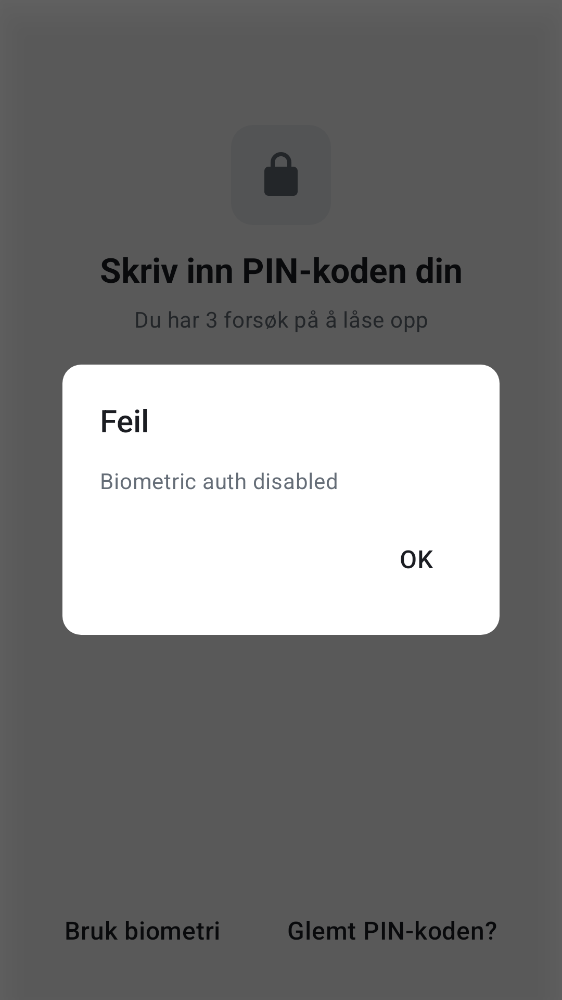 Skriv inn PIN-koden din
Du har 3 forsøk på å låse opp
Feil
Biometric auth disabled
OK
Bruk biometri
Glemt PIN-koden?